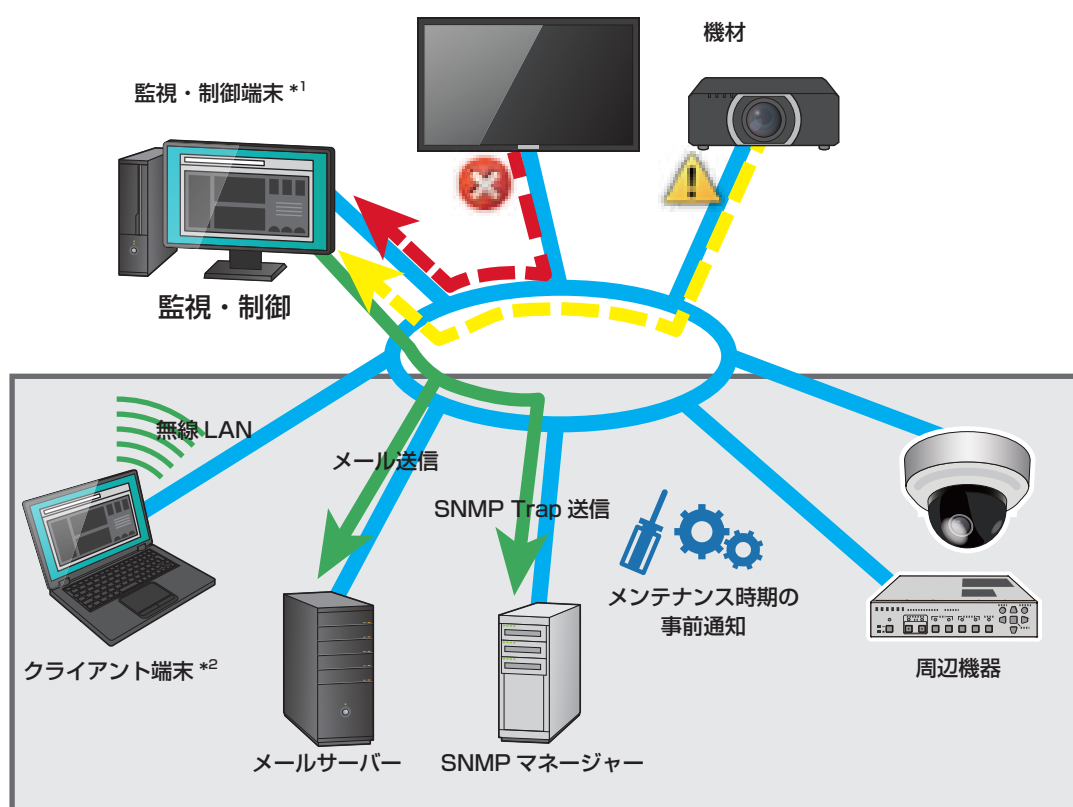 機材
監視・制御端末 *1
監視・制御
無線 LAN
メール送信
SNMP Trap 送信
メンテナンス時期の
事前通知
クライアント端末 *2
周辺機器
メールサーバー
SNMP マネージャー